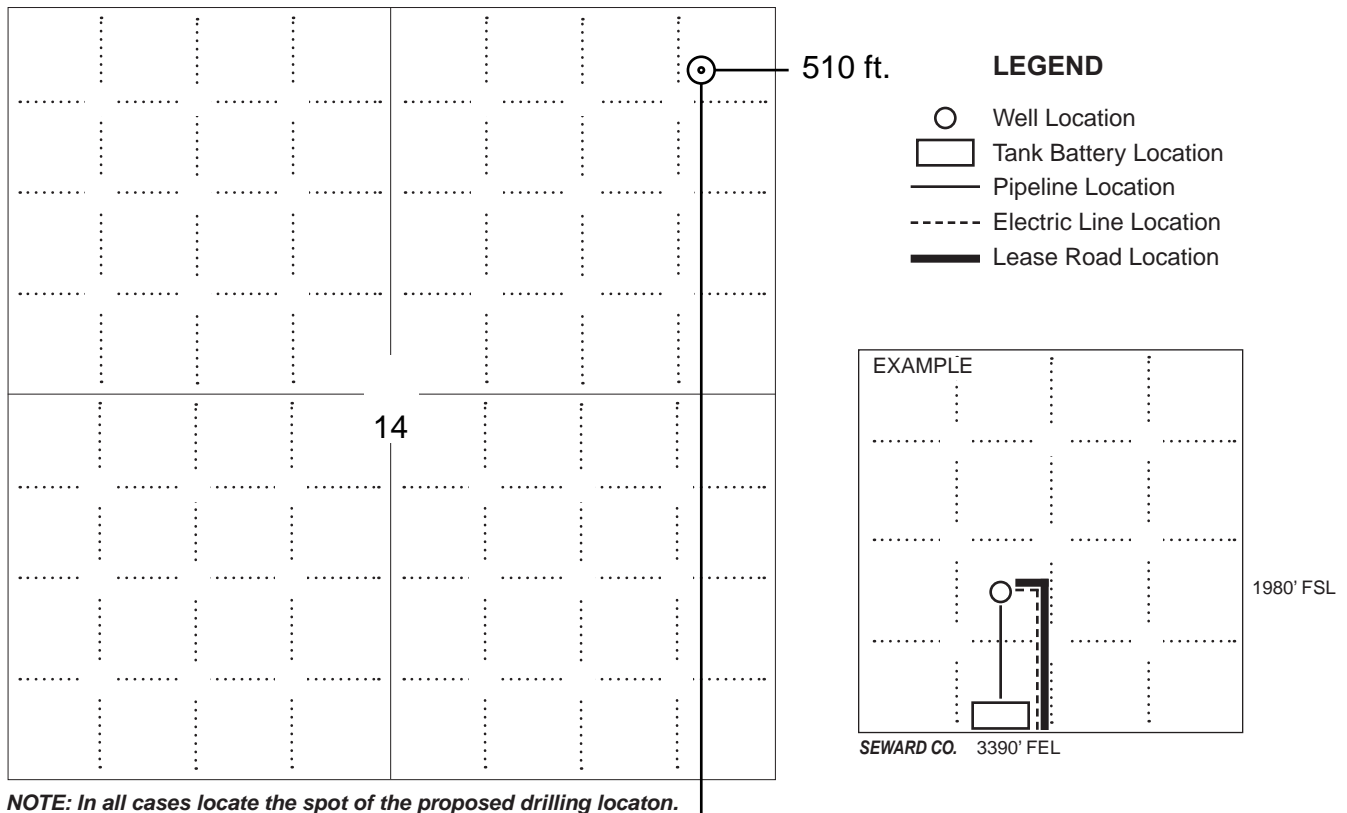 510 ft.
LEGEND
Well Location
Tank Battery Location
Pipeline Location
Electric Line Location
Lease Road Location
14
EXAMPLE
1980' FSL
SEWARD CO. 3390' FEL
NOTE: In all cases locate the spot of the proposed drilling locaton.